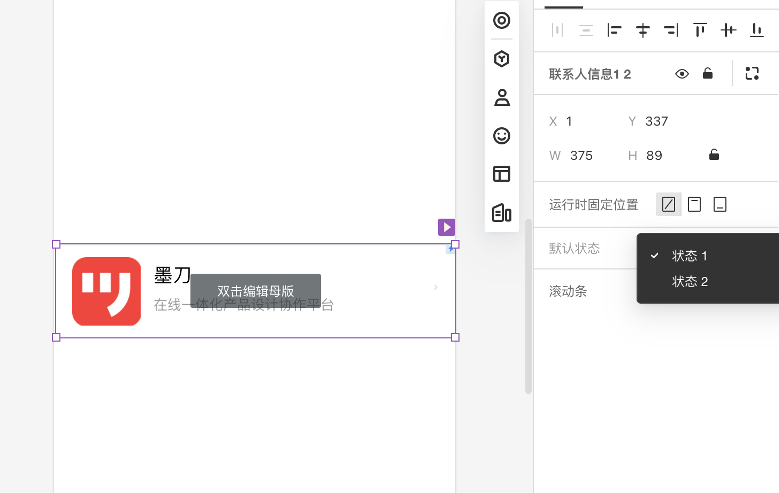 联系人信息1 2
X 1 Y 337
W 375 H 89
运行时固定位置
默认状态
状态 1
状态 2
滚动条
墨刀
双击编辑母版
在线一体化产品设计协作平台